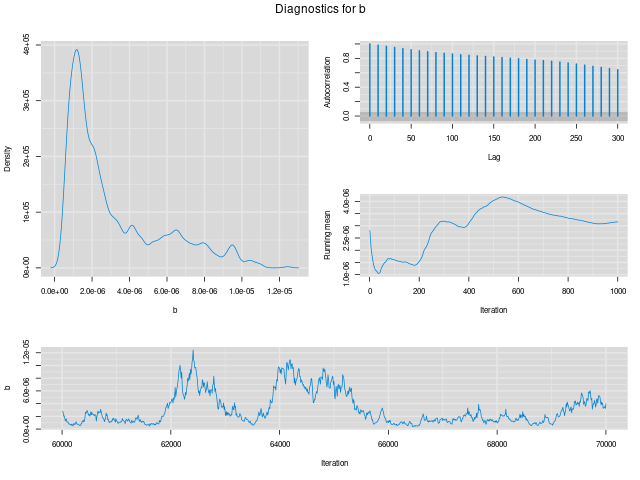 Diagnostics for b
Density
0e+00
1e+05
2e+05
3e+05
4e+05
0.0e+00 2.0e-06 4.0e-06 6.0e-06 8.0e-06 1.0e-05 1.2e-05
b
Autocorrelation
0.0
0.4
0.8
0 50 100 150 200 250 300
Lag
Running mean
1.0e-06
2.5e-06
4.0e-06
0 200 400 600 800 1000
Iteration
b
0.0e+00
6.0e-06
1.2e-05
60000 62000 64000 66000 68000 70000
Iteration